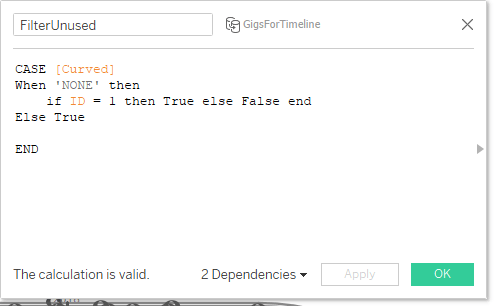 FilterUnused
GigsForTimeline
CASE [Curved]
When 'NONE' then
    if ID = 1 then True else False end
Else True
END
The calculation is valid.
2 Dependencies
Apply
OK